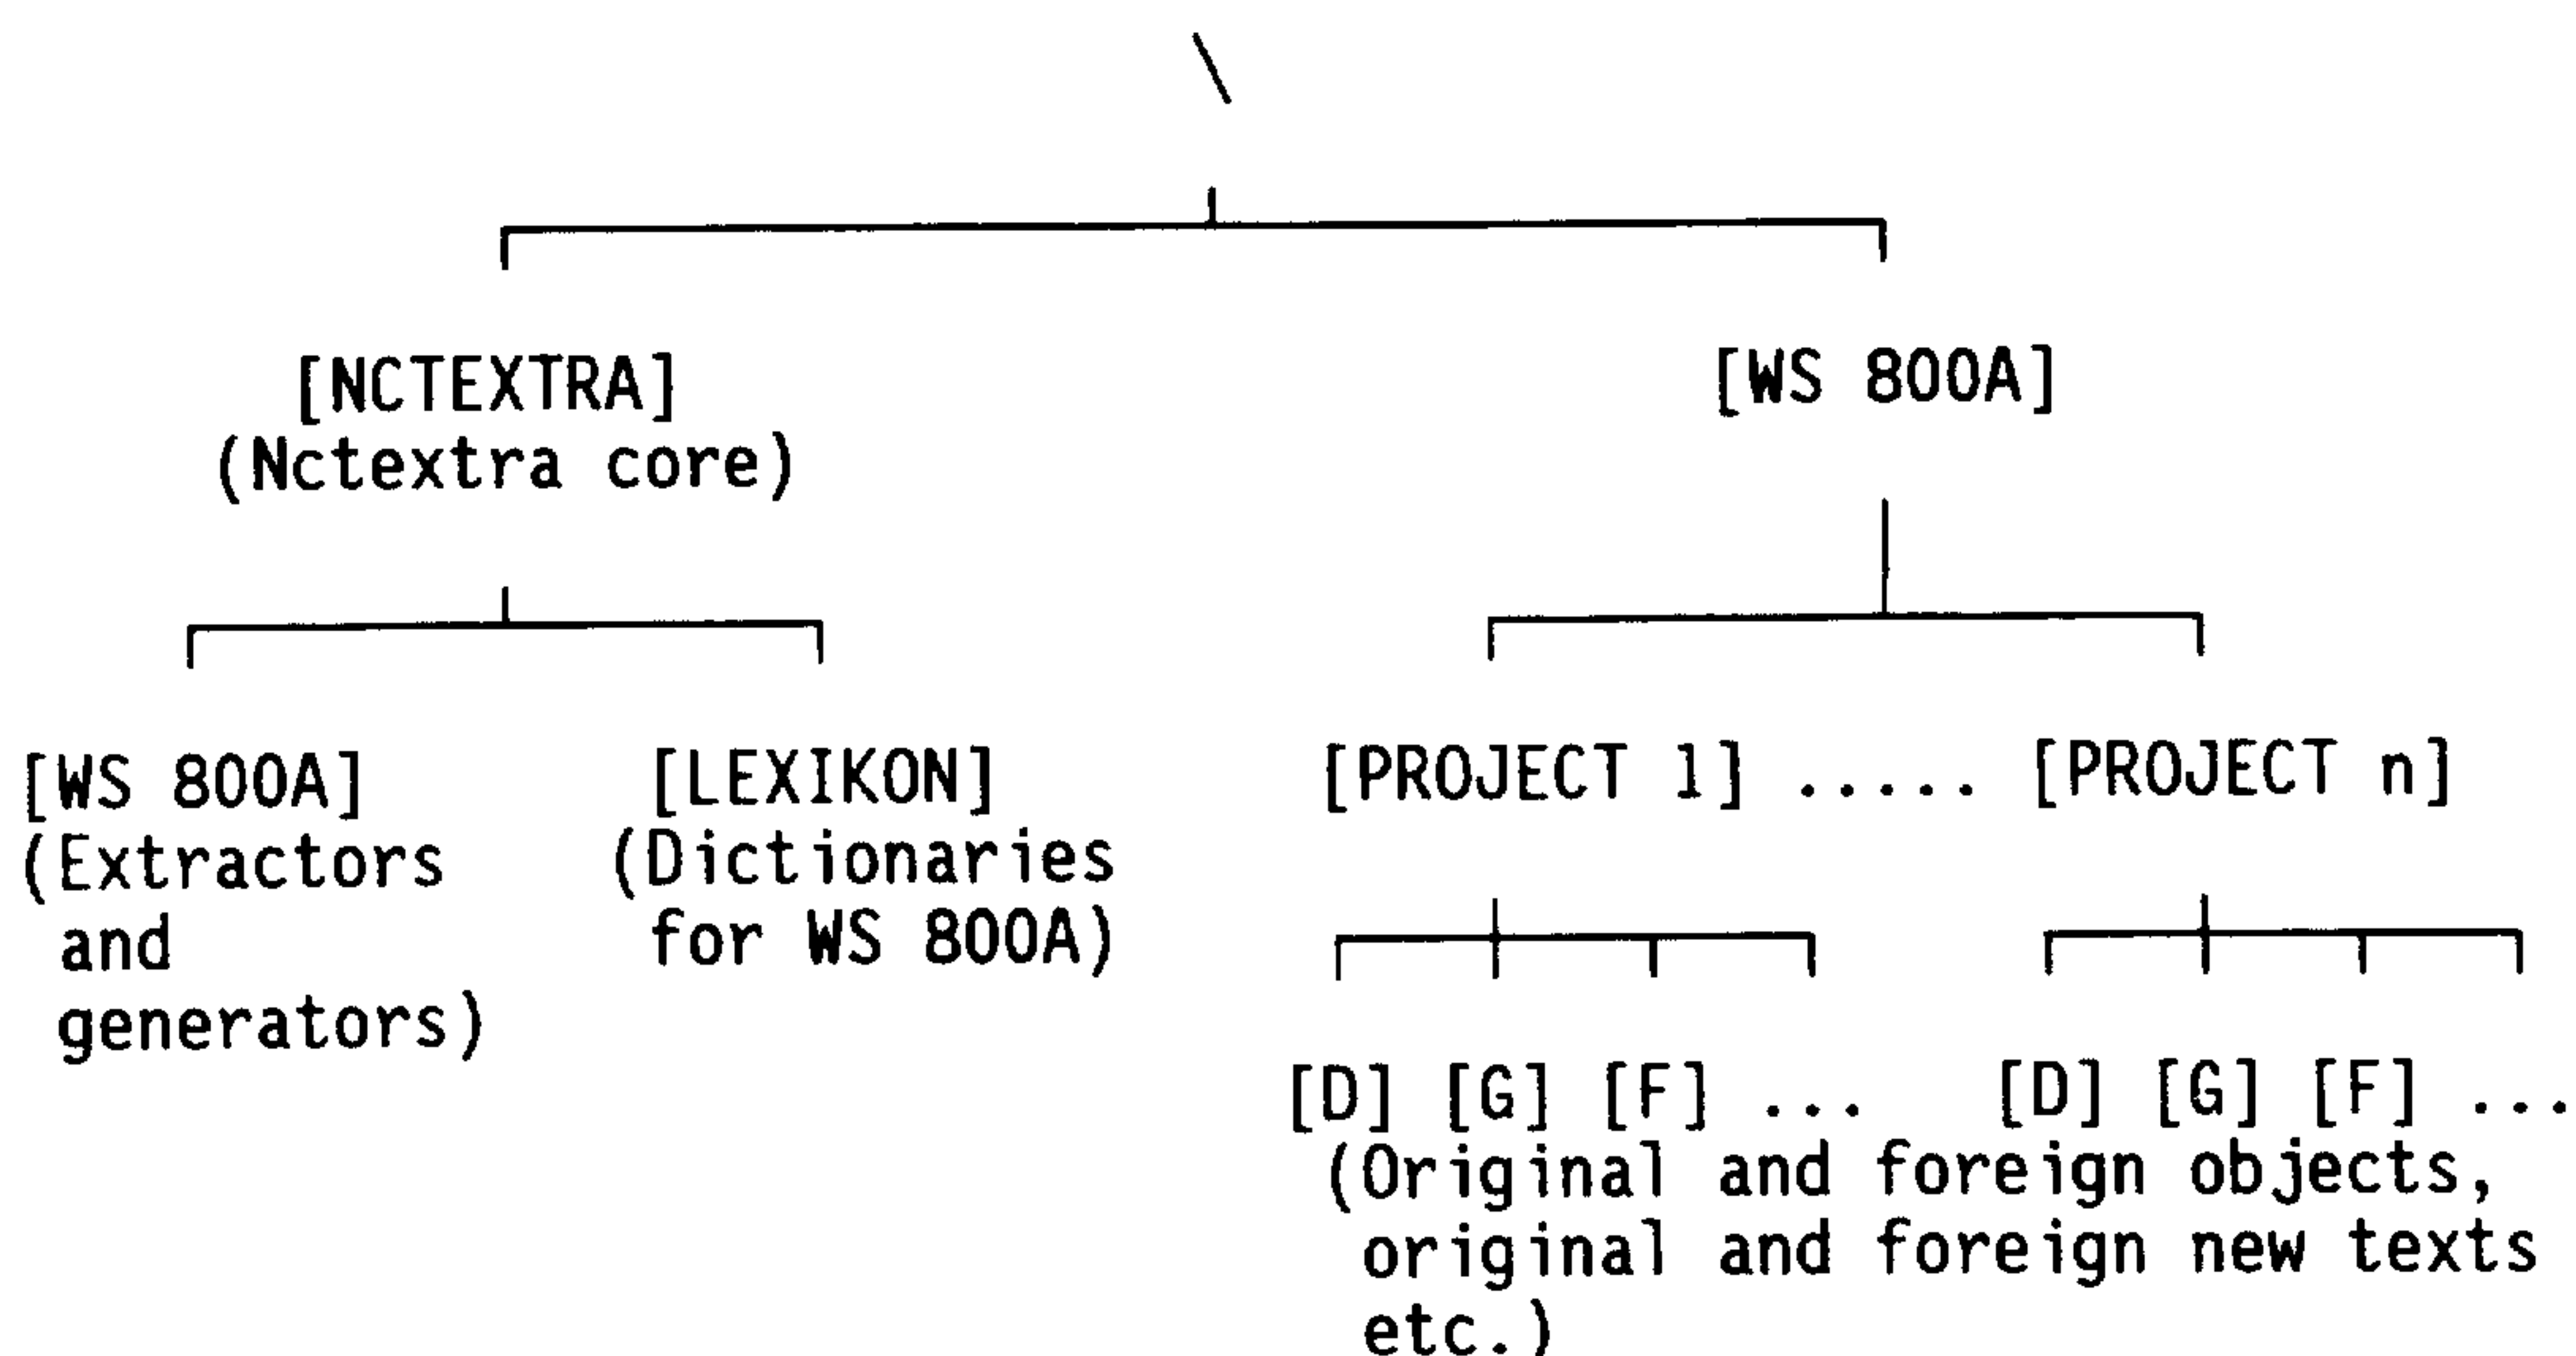 \
[NCTEXTRA] [WS 800A]
(Nctextra core)
[WS 800A] [LEXIKON] [PROJECT 1] ..... [PROJECT n]
(Extractors (Dictionaries
and for WS 800A)
generators)
[D] [G] [F] ... [D] [G] [F] ...
(Original and foreign objects,
original and foreign new texts
etc.)